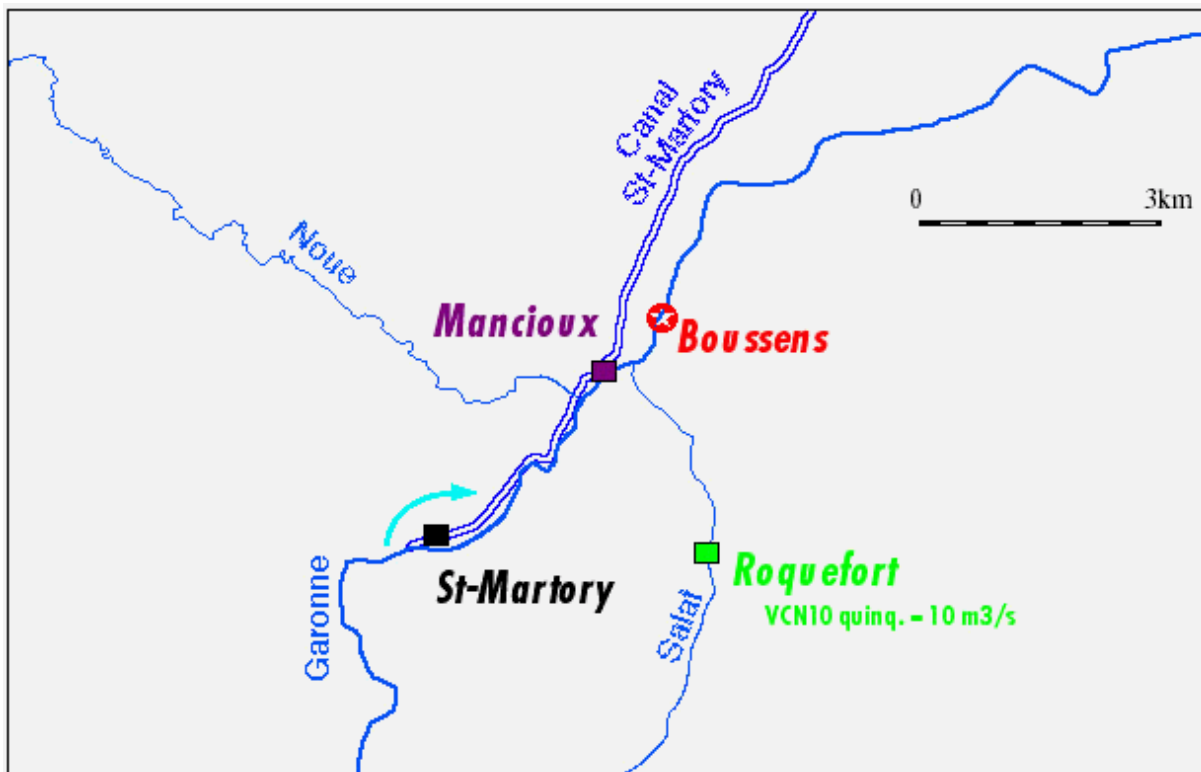 Canal
St-Martory
0 3km
Noue
Mancioux
Boussens
Garonne
St-Martory
Roquefort
VCN10 quinq. = 10 m3/s
Salat